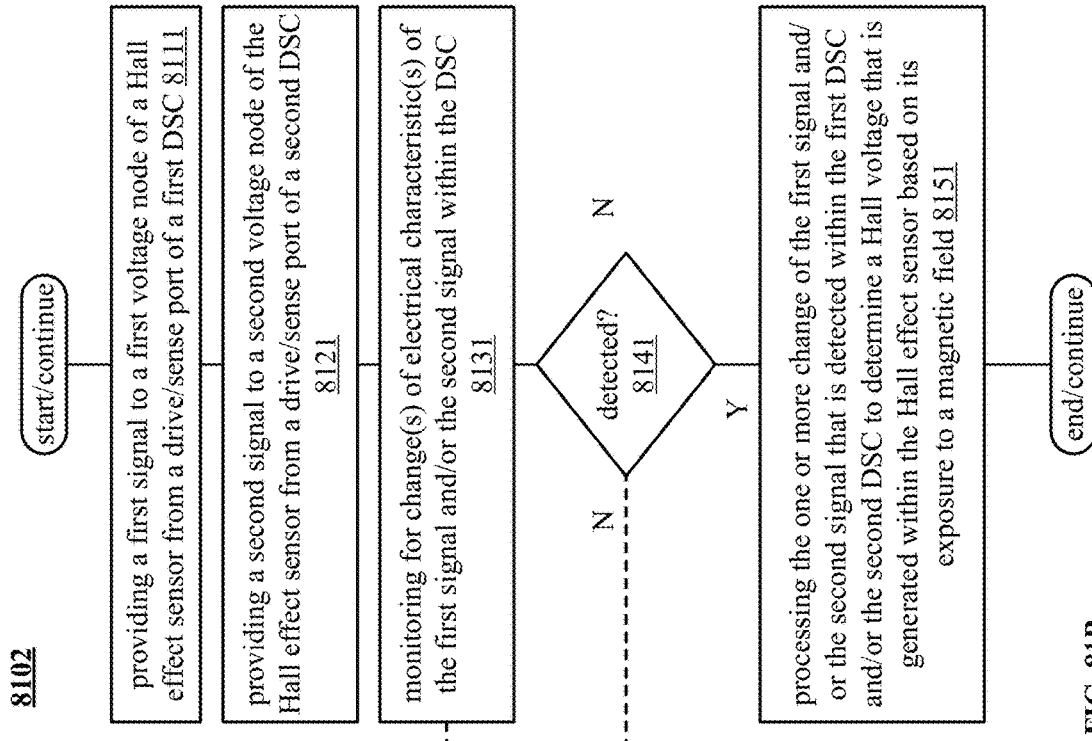 8102
start/continue
providing a first signal to a first voltage node of a Hall
effect sensor from a drive/sense port of a first DSC 8111
providing a second signal to a second voltage node of the
Hall effect sensor from a drive/sense port of a second DSC
8121
monitoring for change(s) of electrical characteristic(s) of
the first signal and/or the second signal within the DSC
8131
detected?
8141
N
N
Y
processing the one or more change of the first signal and/
or the second signal that is detected within the first DSC
and/or the second DSC to determine a Hall voltage that is
generated within the Hall effect sensor based on its
exposure to a magnetic field 8151
end/continue
FIG. 81B